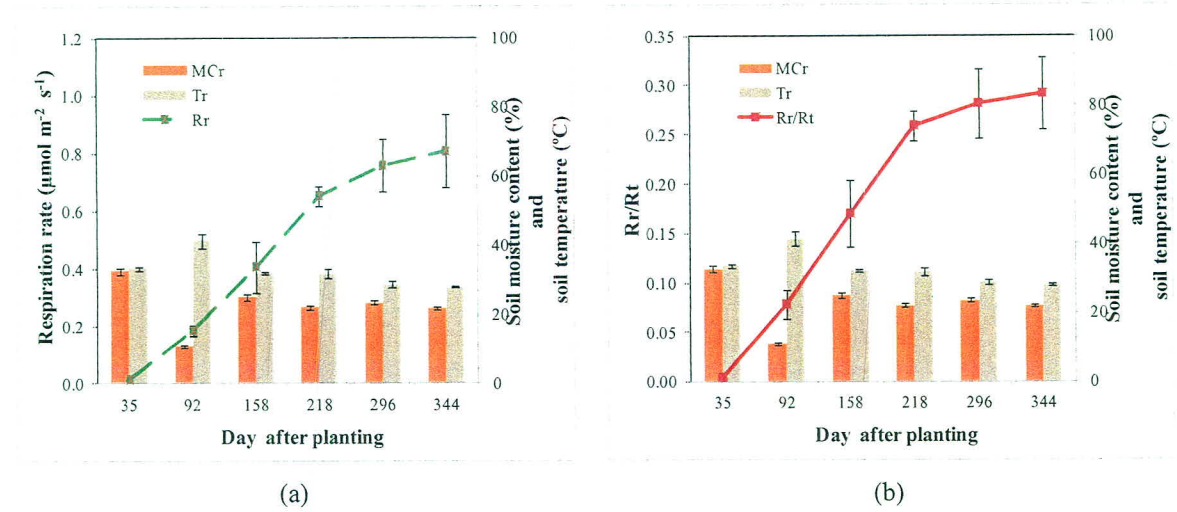 1.2
1.0
0.8
0.6
0.4
0.2
0.0
Respiration rate (µmol m⁻² s⁻¹)
MCr
Tr
Rr
100
80
60
40
20
0
Soil moisture content (%)
and
soil temperature (°C)
35 92 158 218 296 344
Day after planting
(a)
0.35
0.30
0.25
0.20
0.15
0.10
0.05
0.00
Rr/Rt
MCr
Tr
Rr/Rt
100
80
60
40
20
0
Soil moisture content (%)
and
soil temperature (°C)
35 92 158 218 296 344
Day after planting
(b)